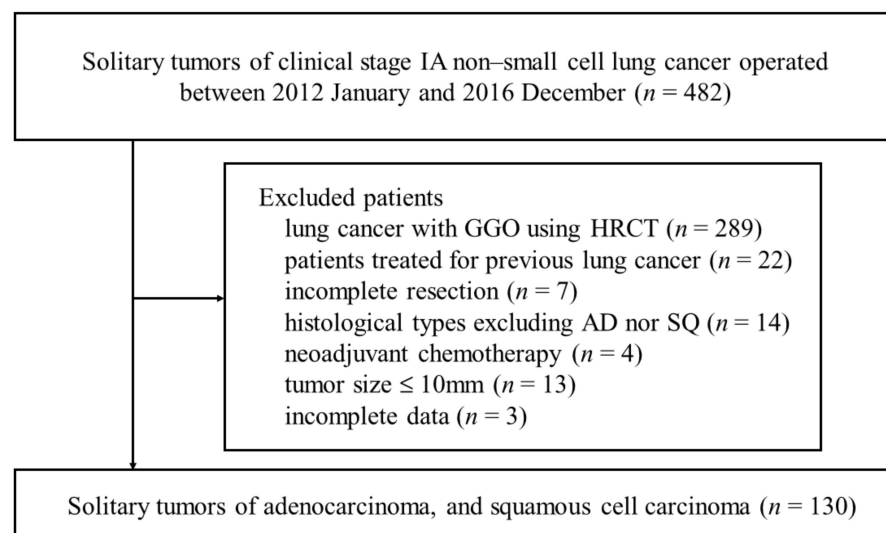 Solitary tumors of clinical stage IA non–small cell lung cancer operated
between 2012 January and 2016 December (n = 482)
Excluded patients
lung cancer with GGO using HRCT (n = 289)
patients treated for previous lung cancer (n = 22)
incomplete resection (n = 7)
histological types excluding AD nor SQ (n = 14)
neoadjuvant chemotherapy (n = 4)
tumor size ≤ 10mm (n = 13)
incomplete data (n = 3)
Solitary tumors of adenocarcinoma, and squamous cell carcinoma (n = 130)